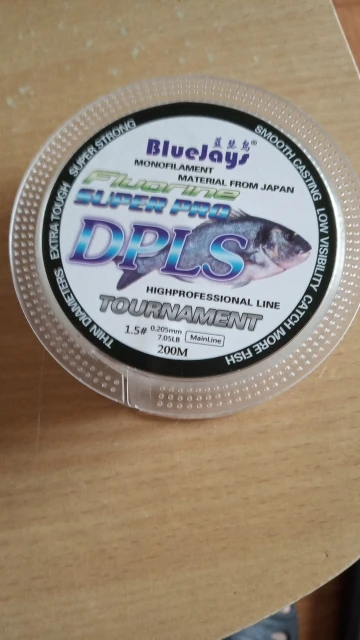 BlueJays®
MONOFILAMENT
MATERIAL FROM JAPAN
Fluorine
SUPER PRO
DPLS
HIGHPROFESSIONAL LINE
TOURNAMENT
1.5# 0.205mm 7.05LB MainLine
200M
THIN DIAMETERS EXTRA TOUGH SUPER STRONG
SMOOTH CASTING LOW VISIBILITY CATCH MORE FISH